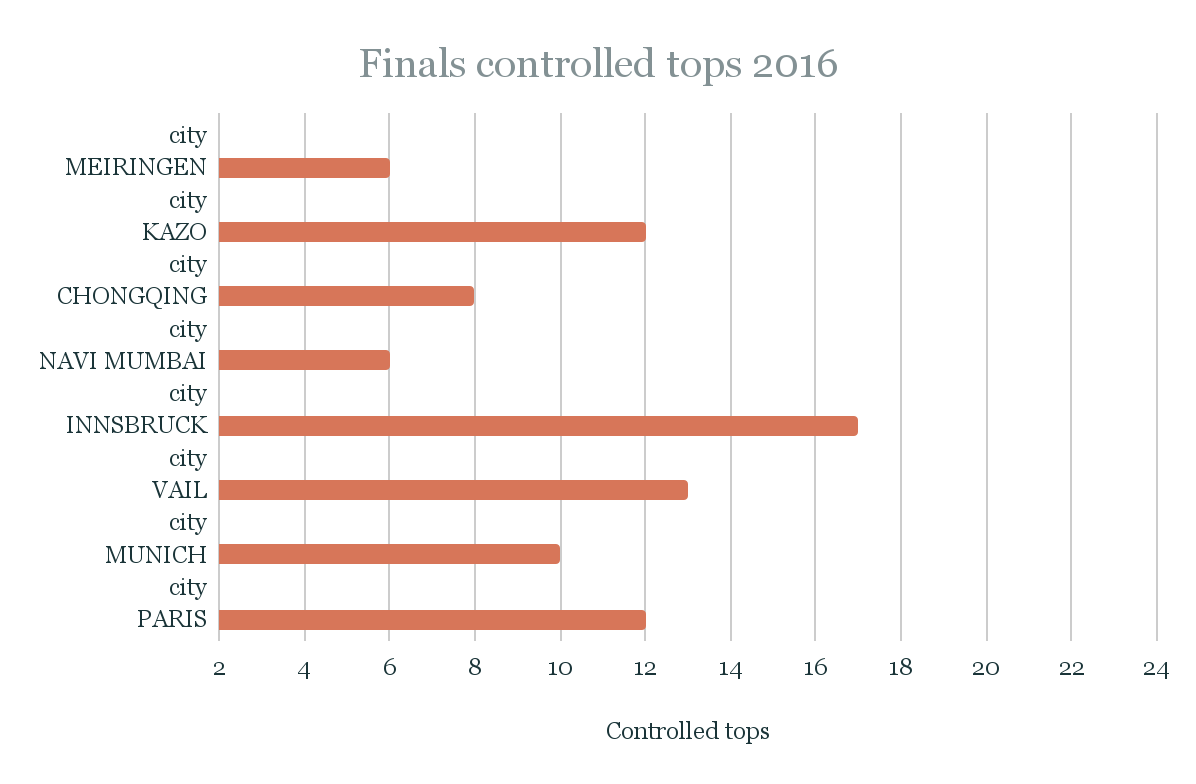 Finals controlled tops 2016
city
MEIRINGEN
city
KAZO
city
CHONGQING
city
NAVI MUMBAI
city
INNSBRUCK
city
VAIL
city
MUNICH
city
PARIS
2 4 6 8 10 12 14 16 18 20 22 24
Controlled tops